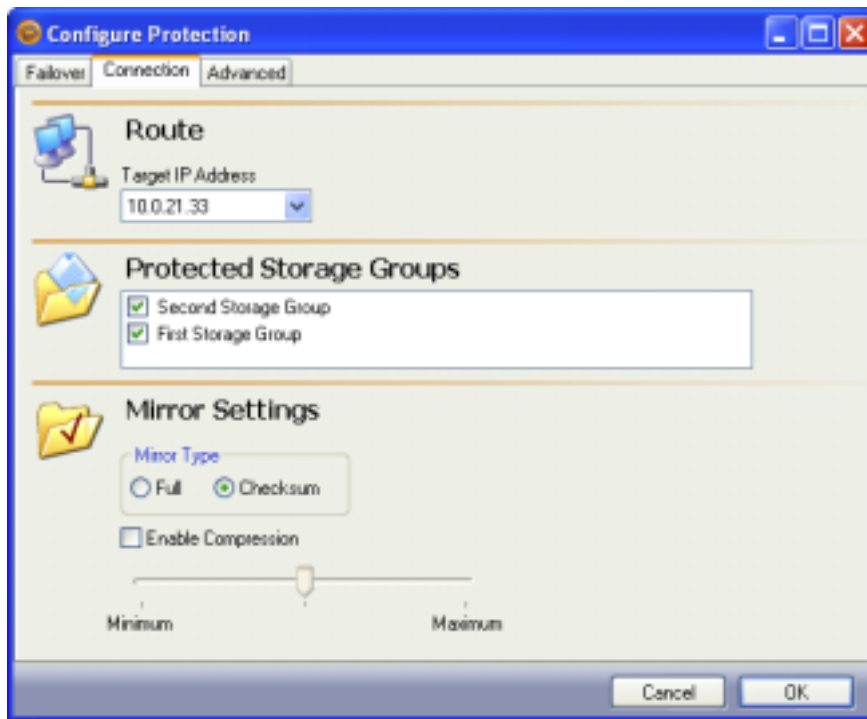 Configure Protection
Failover Connection Advanced
Route
Target IP Address
10.0.21.33
Protected Storage Groups
Second Storage Group
First Storage Group
Mirror Settings
Mirror Type
Full Checksum
Enable Compression
Minimum Maximum
Cancel OK